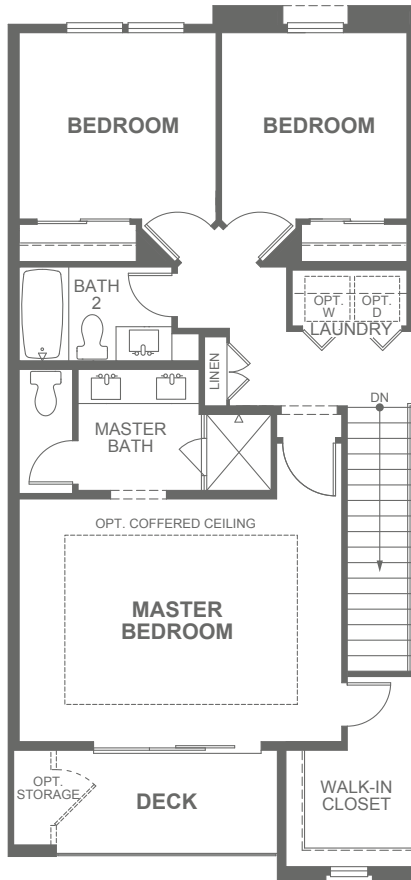 BEDROOM
BEDROOM
BATH
2
OPT.
W
OPT.
D
LAUNDRY
LINEN
DN
MASTER
BATH
OPT. COFFERED CEILING
MASTER
BEDROOM
OPT.
STORAGE
DECK
WALK-IN
CLOSET